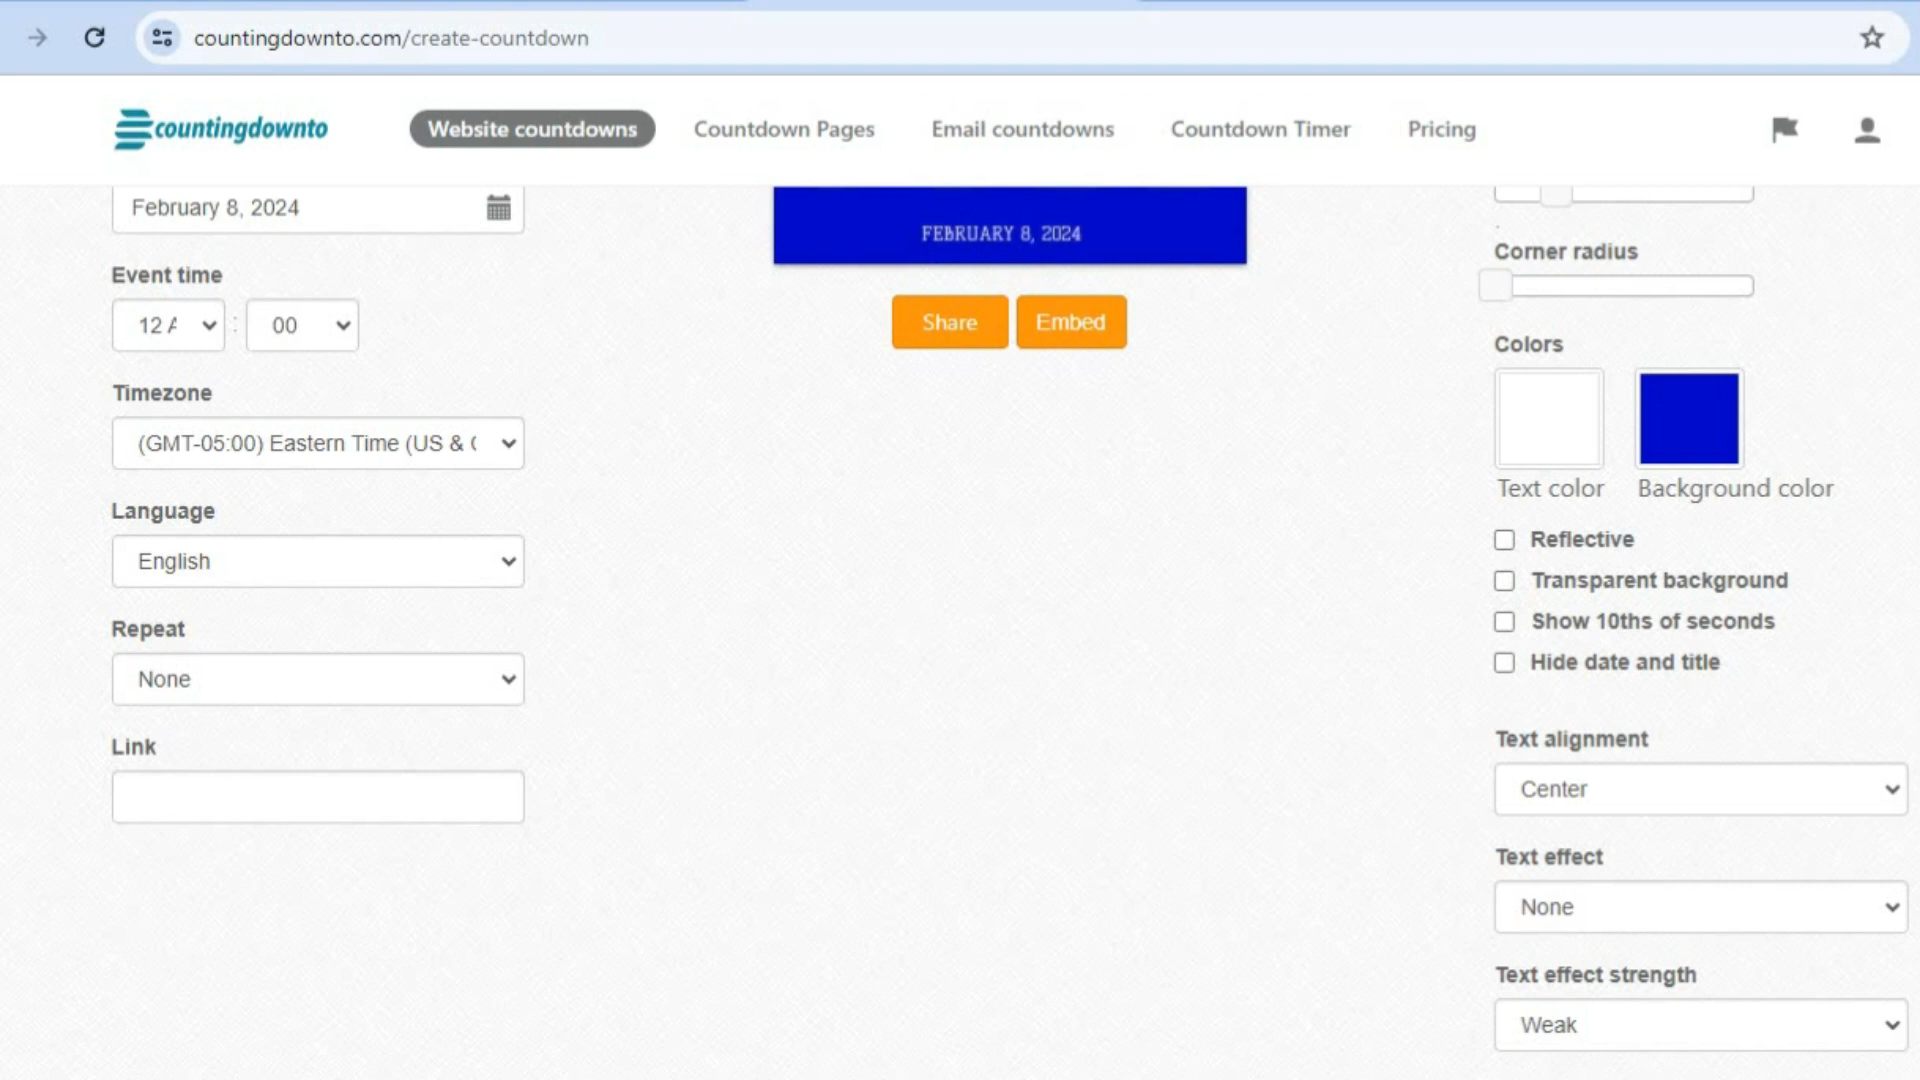 countingdownto.com/create-countdown
countingdownto
Website countdowns
Countdown Pages
Email countdowns
Countdown Timer
Pricing
February 8, 2024
Event time
12 A
:
00
Timezone
(GMT-05:00) Eastern Time (US & C
Language
English
Repeat
None
Link
FEBRUARY 8, 2024
Share
Embed
Corner radius
Colors
Text color
Background color
Reflective
Transparent background
Show 10ths of seconds
Hide date and title
Text alignment
Center
Text effect
None
Text effect strength
Weak